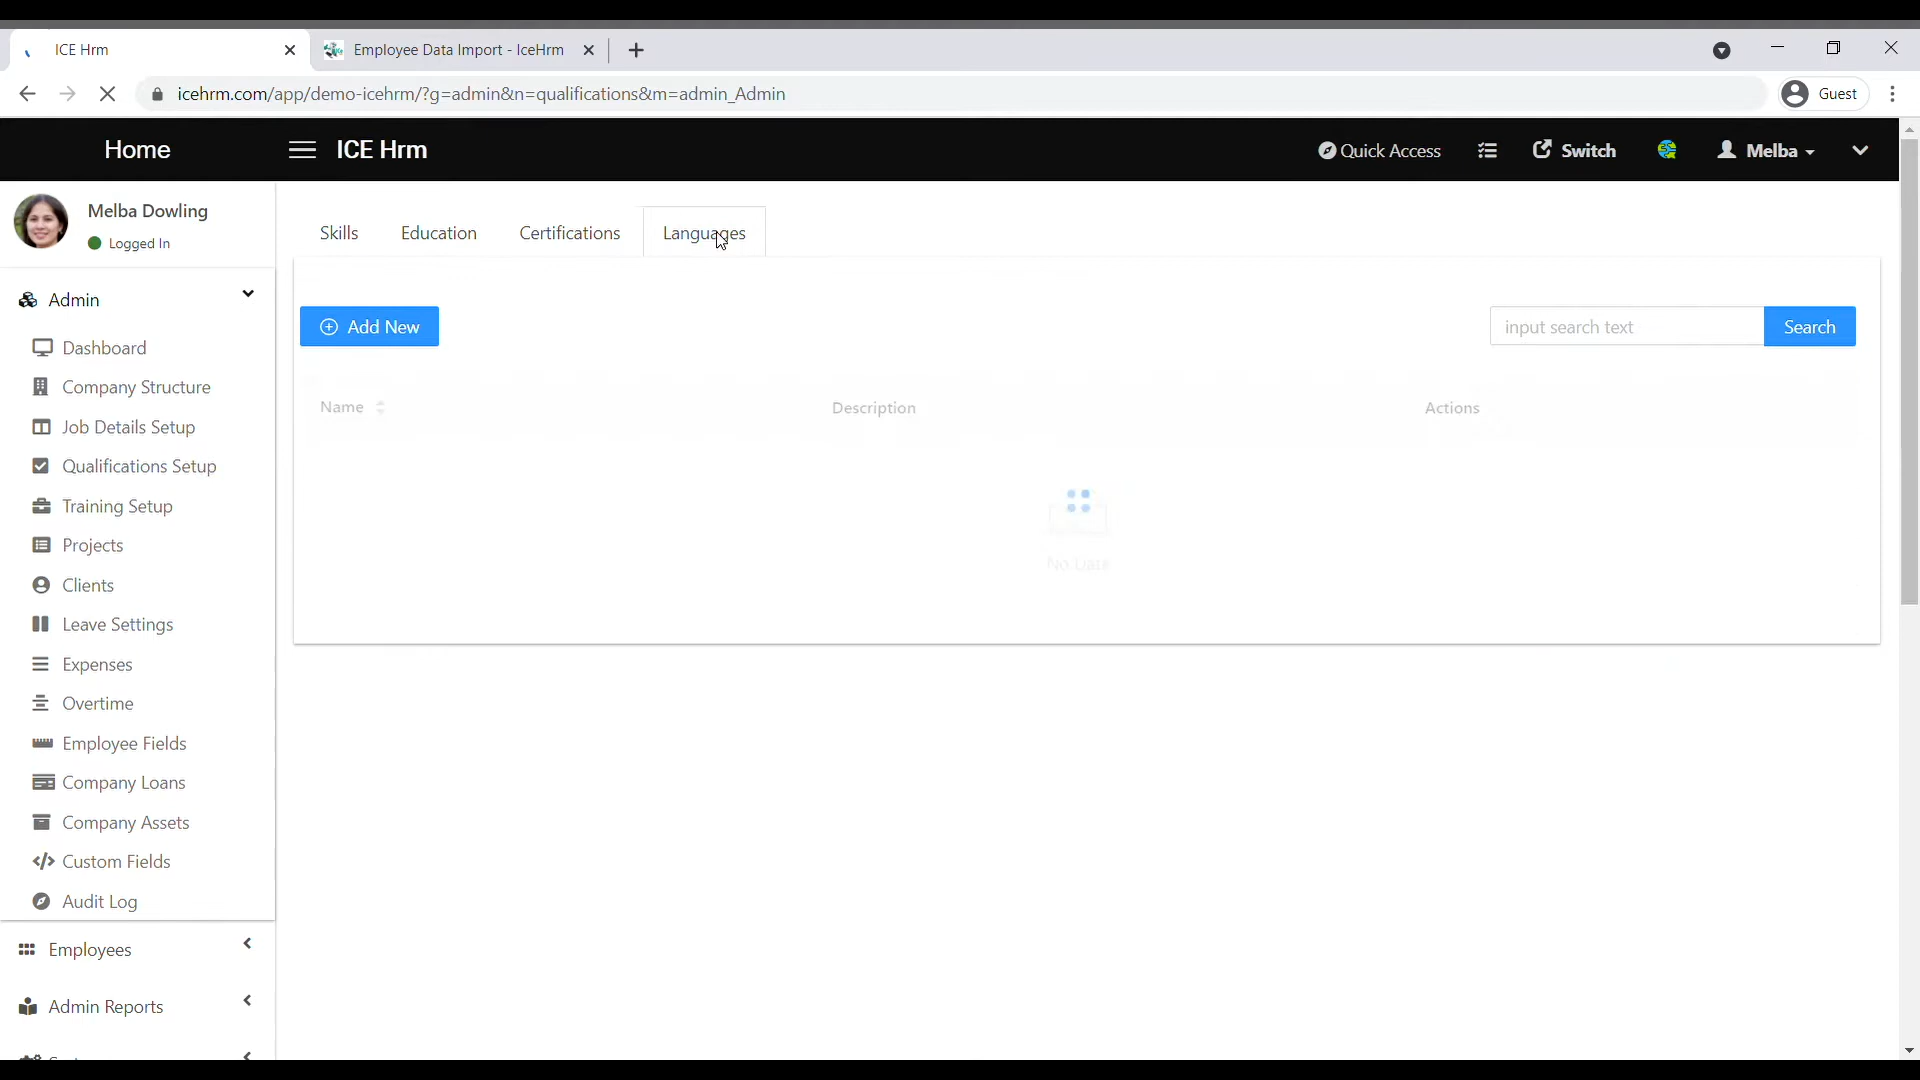 ICE Hrm
Employee Data Import - IceHrm
icehrm.com/app/demo-icehrm/?g=admin&n=qualifications&m=admin_Admin
Guest
Home
ICE Hrm
Quick Access
Switch
Melba
Melba Dowling
Logged In
Skills
Education
Certifications
Languages
Admin
Add New
input search text
Search
Dashboard
Company Structure
Name
Description
Actions
Job Details Setup
Qualifications Setup
Training Setup
Projects
No Data
Clients
Leave Settings
Expenses
Overtime
Employee Fields
Company Loans
Company Assets
Custom Fields
Audit Log
Employees
Admin Reports